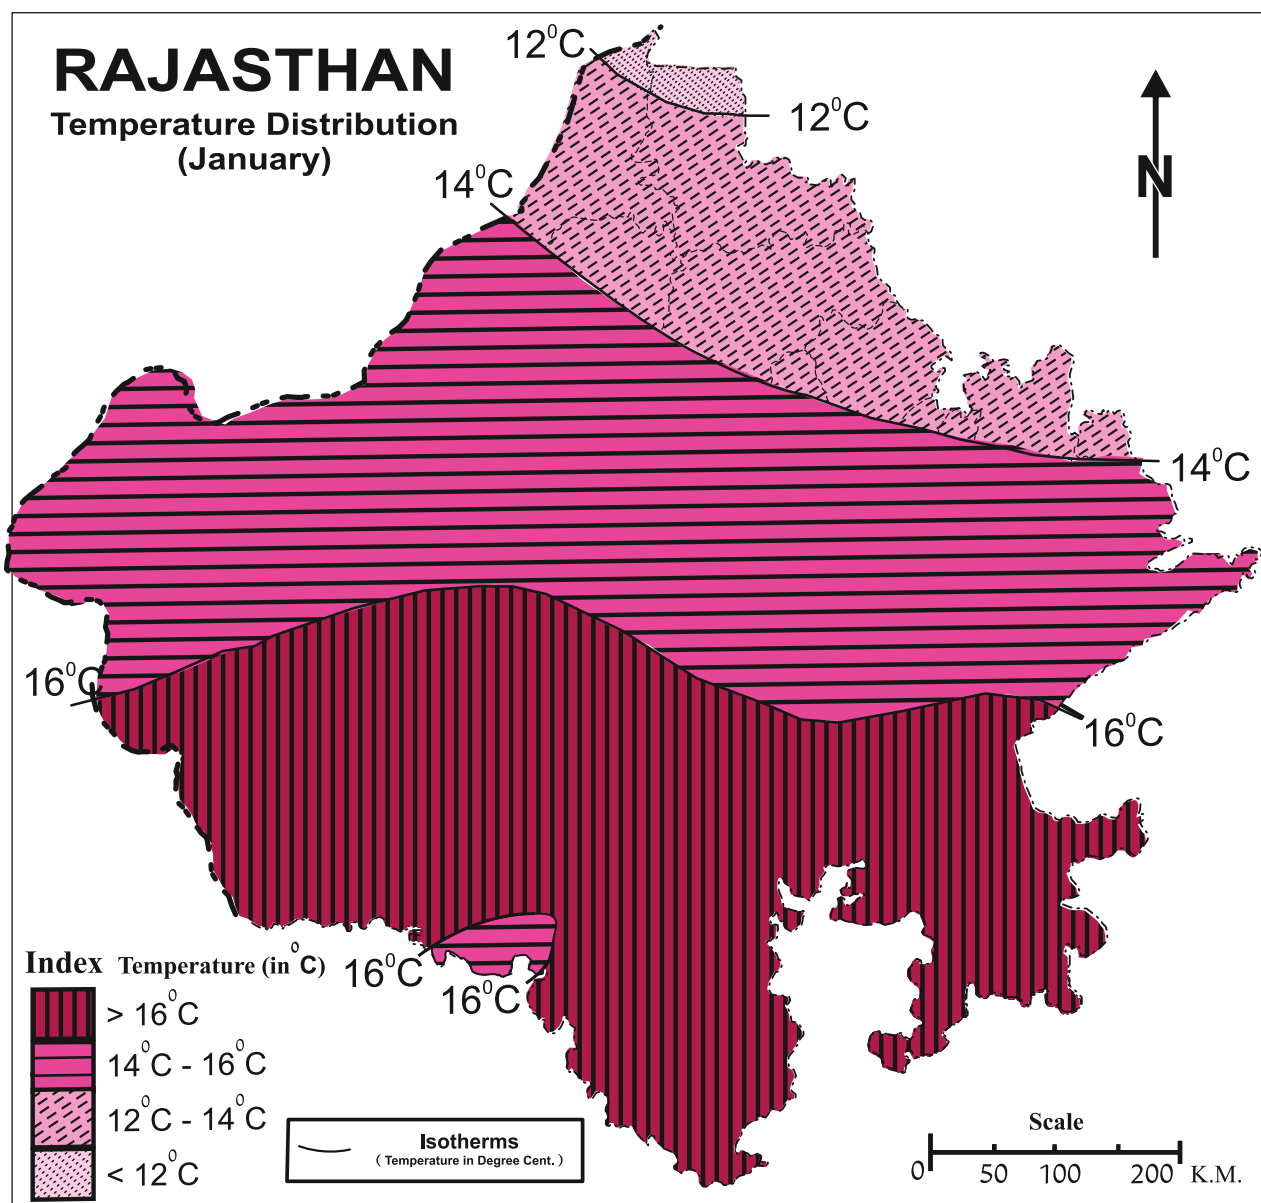 RAJASTHAN
Temperature Distribution
(January)
12⁰C
12⁰C
14⁰C
N
14⁰C
16⁰C
16⁰C
16⁰C
16⁰C
Index Temperature (in ⁰C)
> 16⁰C
14⁰C - 16⁰C
12⁰C - 14⁰C
< 12⁰C
Isotherms
( Temperature in Degree Cent. )
Scale
0 50 100 200 K.M.